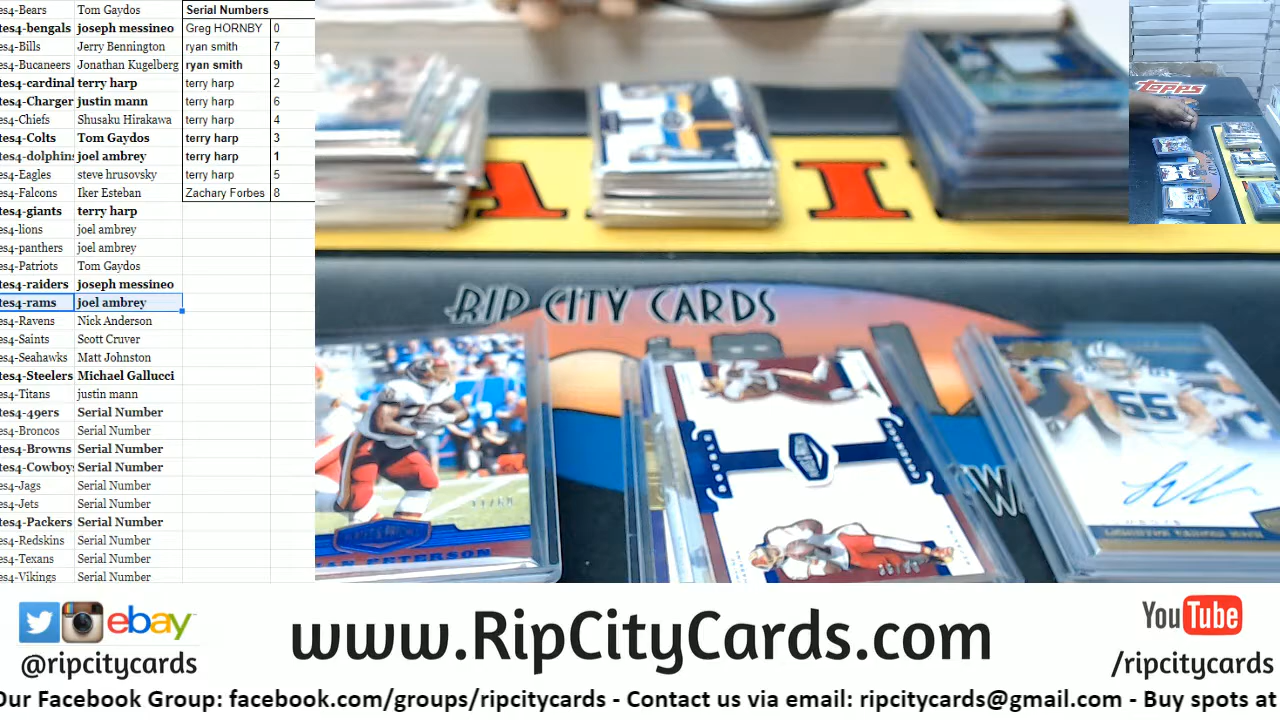 es4-Bears Tom Gaydos Serial Numbers
tes4-bengals joseph messineo Greg HORNBY 0
es4-Bills Jerry Bennington ryan smith 7
es4-Bucaneers Jonathan Kugelberg ryan smith 9
tes4-cardinal terry harp terry harp 2
tes4-Charger justin mann terry harp 6
es4-Chiefs Shusaku Hirakawa terry harp 4
tes4-Colts Tom Gaydos terry harp 3
tes4-dolphins joel ambrey terry harp 1
es4-Eagles steve hrusovsky terry harp 5
es4-Falcons Iker Esteban Zachary Forbes 8
tes4-giants terry harp
es4-lions joel ambrey
es4-panthers joel ambrey
es4-Patriots Tom Gaydos
tes4-raiders joseph messineo
tes4-rams joel ambrey
es4-Ravens Nick Anderson
es4-Saints Scott Cruver
es4-Seahawks Matt Johnston
tes4-Steelers Michael Gallucci
es4-Titans justin mann
tes4-49ers Serial Number
es4-Broncos Serial Number
tes4-Browns Serial Number
tes4-Cowboy Serial Number
es4-Jags Serial Number
es4-Jets Serial Number
tes4-Packers Serial Number
es4-Redskins Serial Number
es4-Texans Serial Number
es4-Vikings Serial Number
topps
A I
RIP CITY CARDS
55
PETERSON
ebay
@ripcitycards
www.RipCityCards.com
YouTube
/ripcitycards
Our Facebook Group: facebook.com/groups/ripcitycards - Contact us via email: ripcitycards@gmail.com - Buy spots at